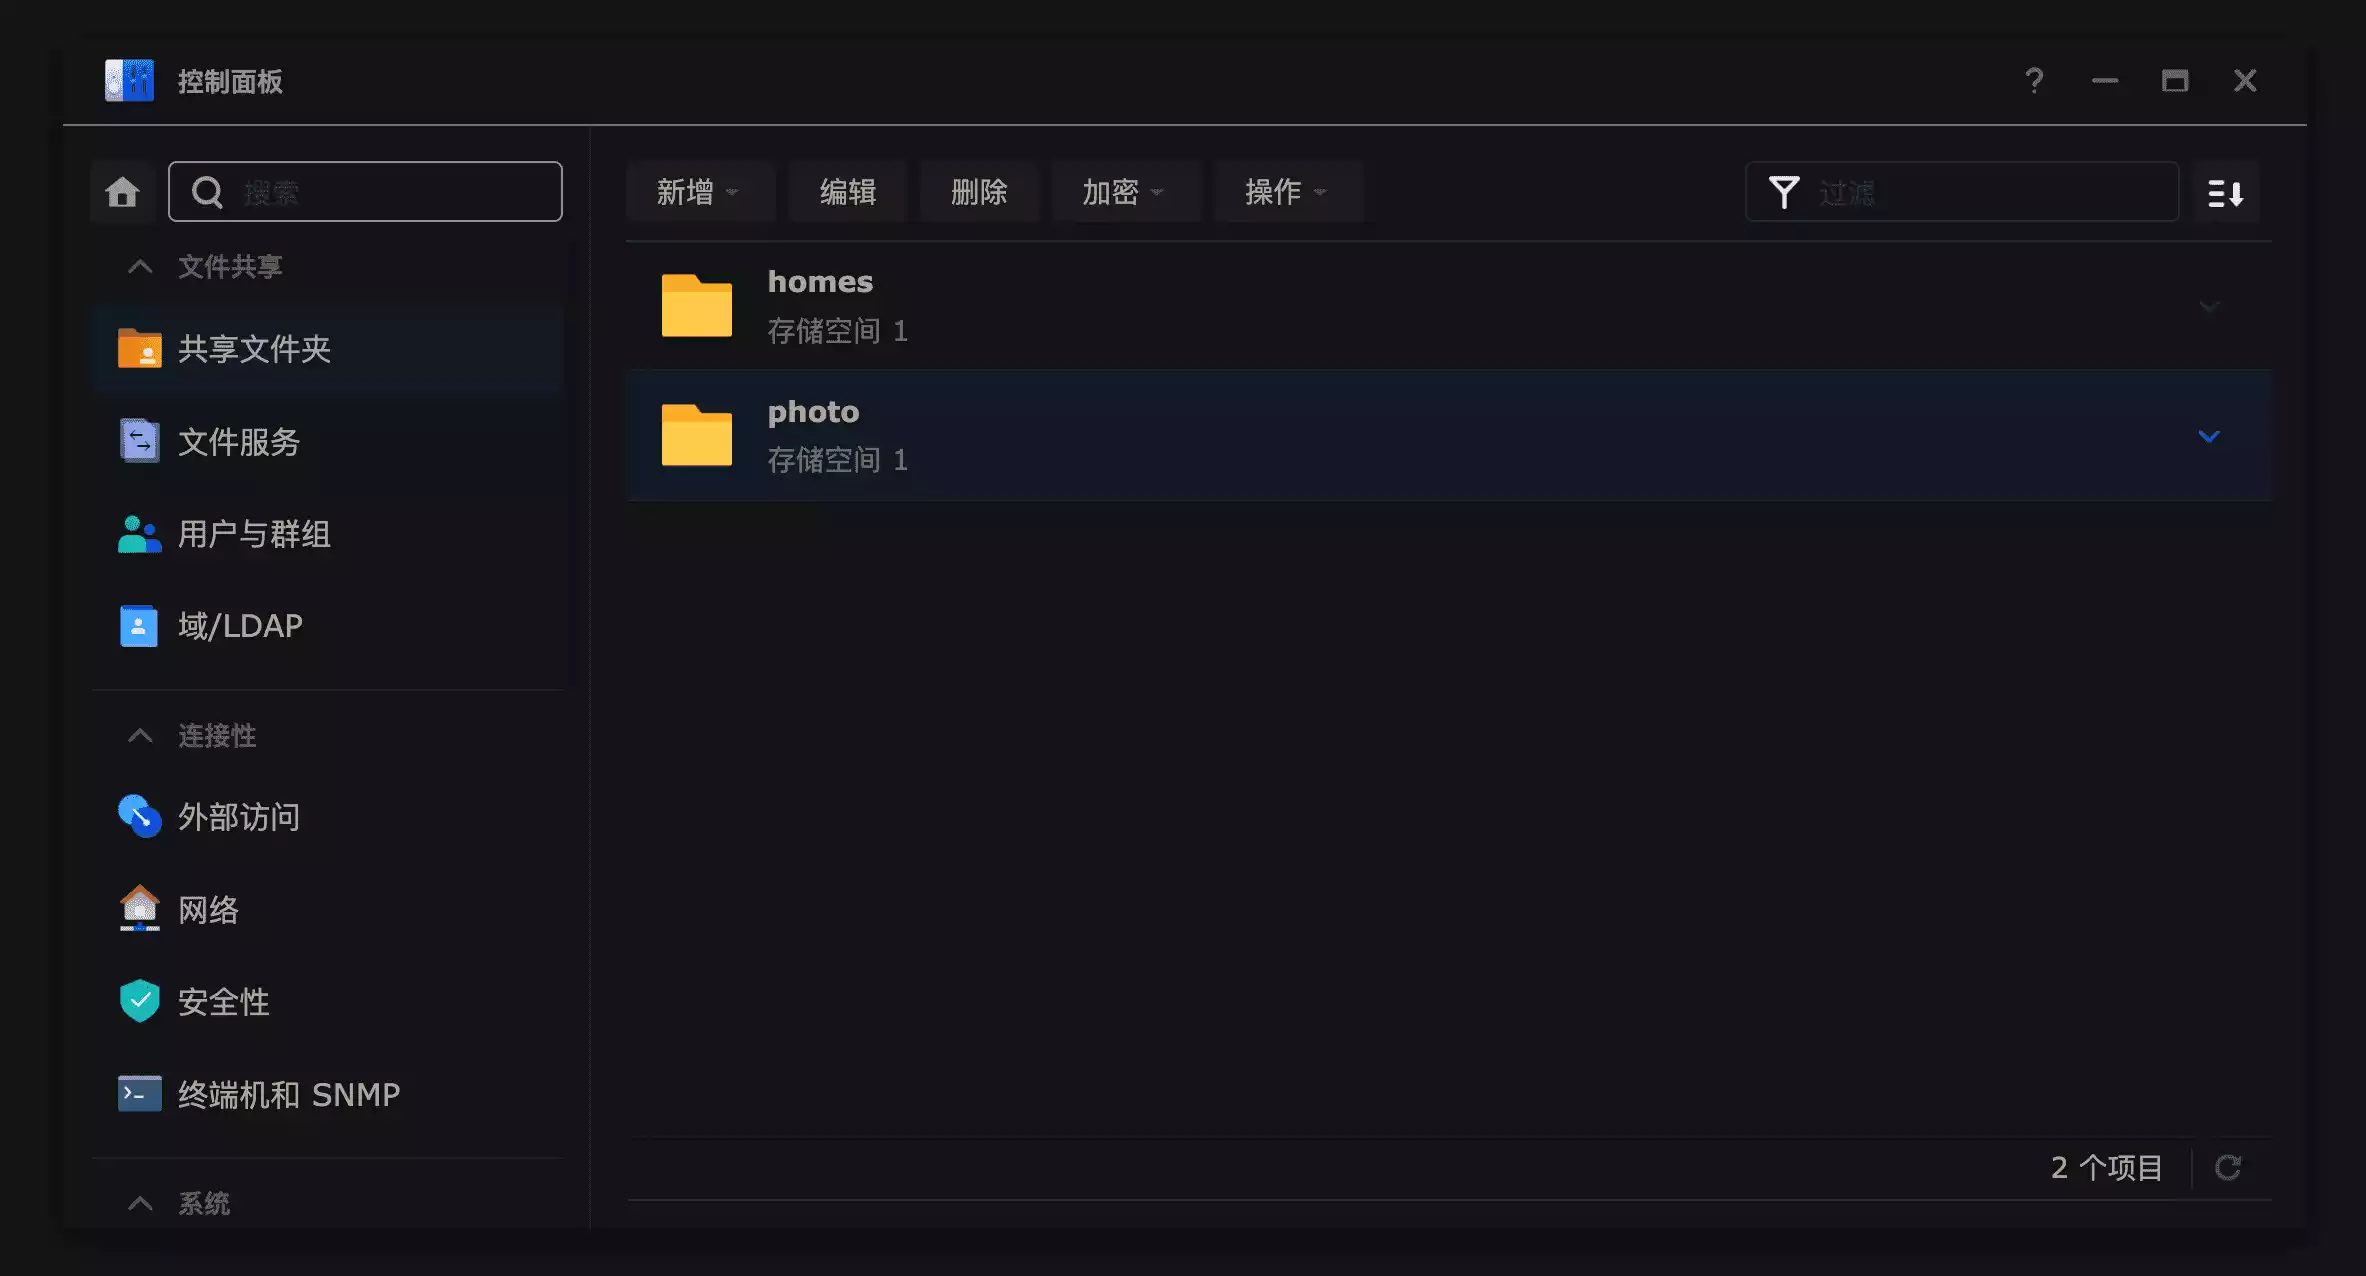 控制面板
搜索
文件共享
共享文件夹
文件服务
用户与群组
域/LDAP
连接性
外部访问
网络
安全性
终端机和 SNMP
系统
新增 编辑 删除 加密 操作 过滤
homes
存储空间 1
photo
存储空间 1
2 个项目